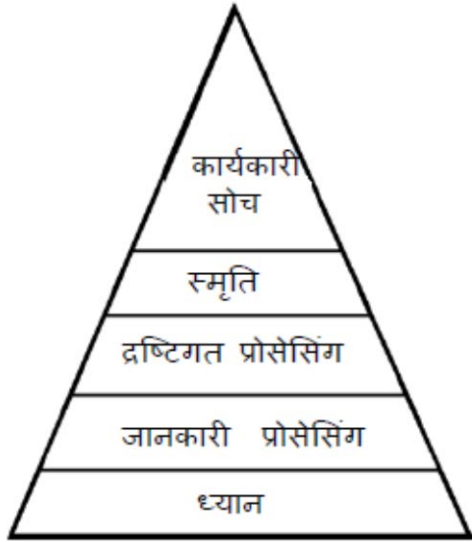 कार्यकारी
सोच
स्मृति
द्रष्टिगत प्रोसेसिंग
जानकारी प्रोसेसिंग
ध्यान